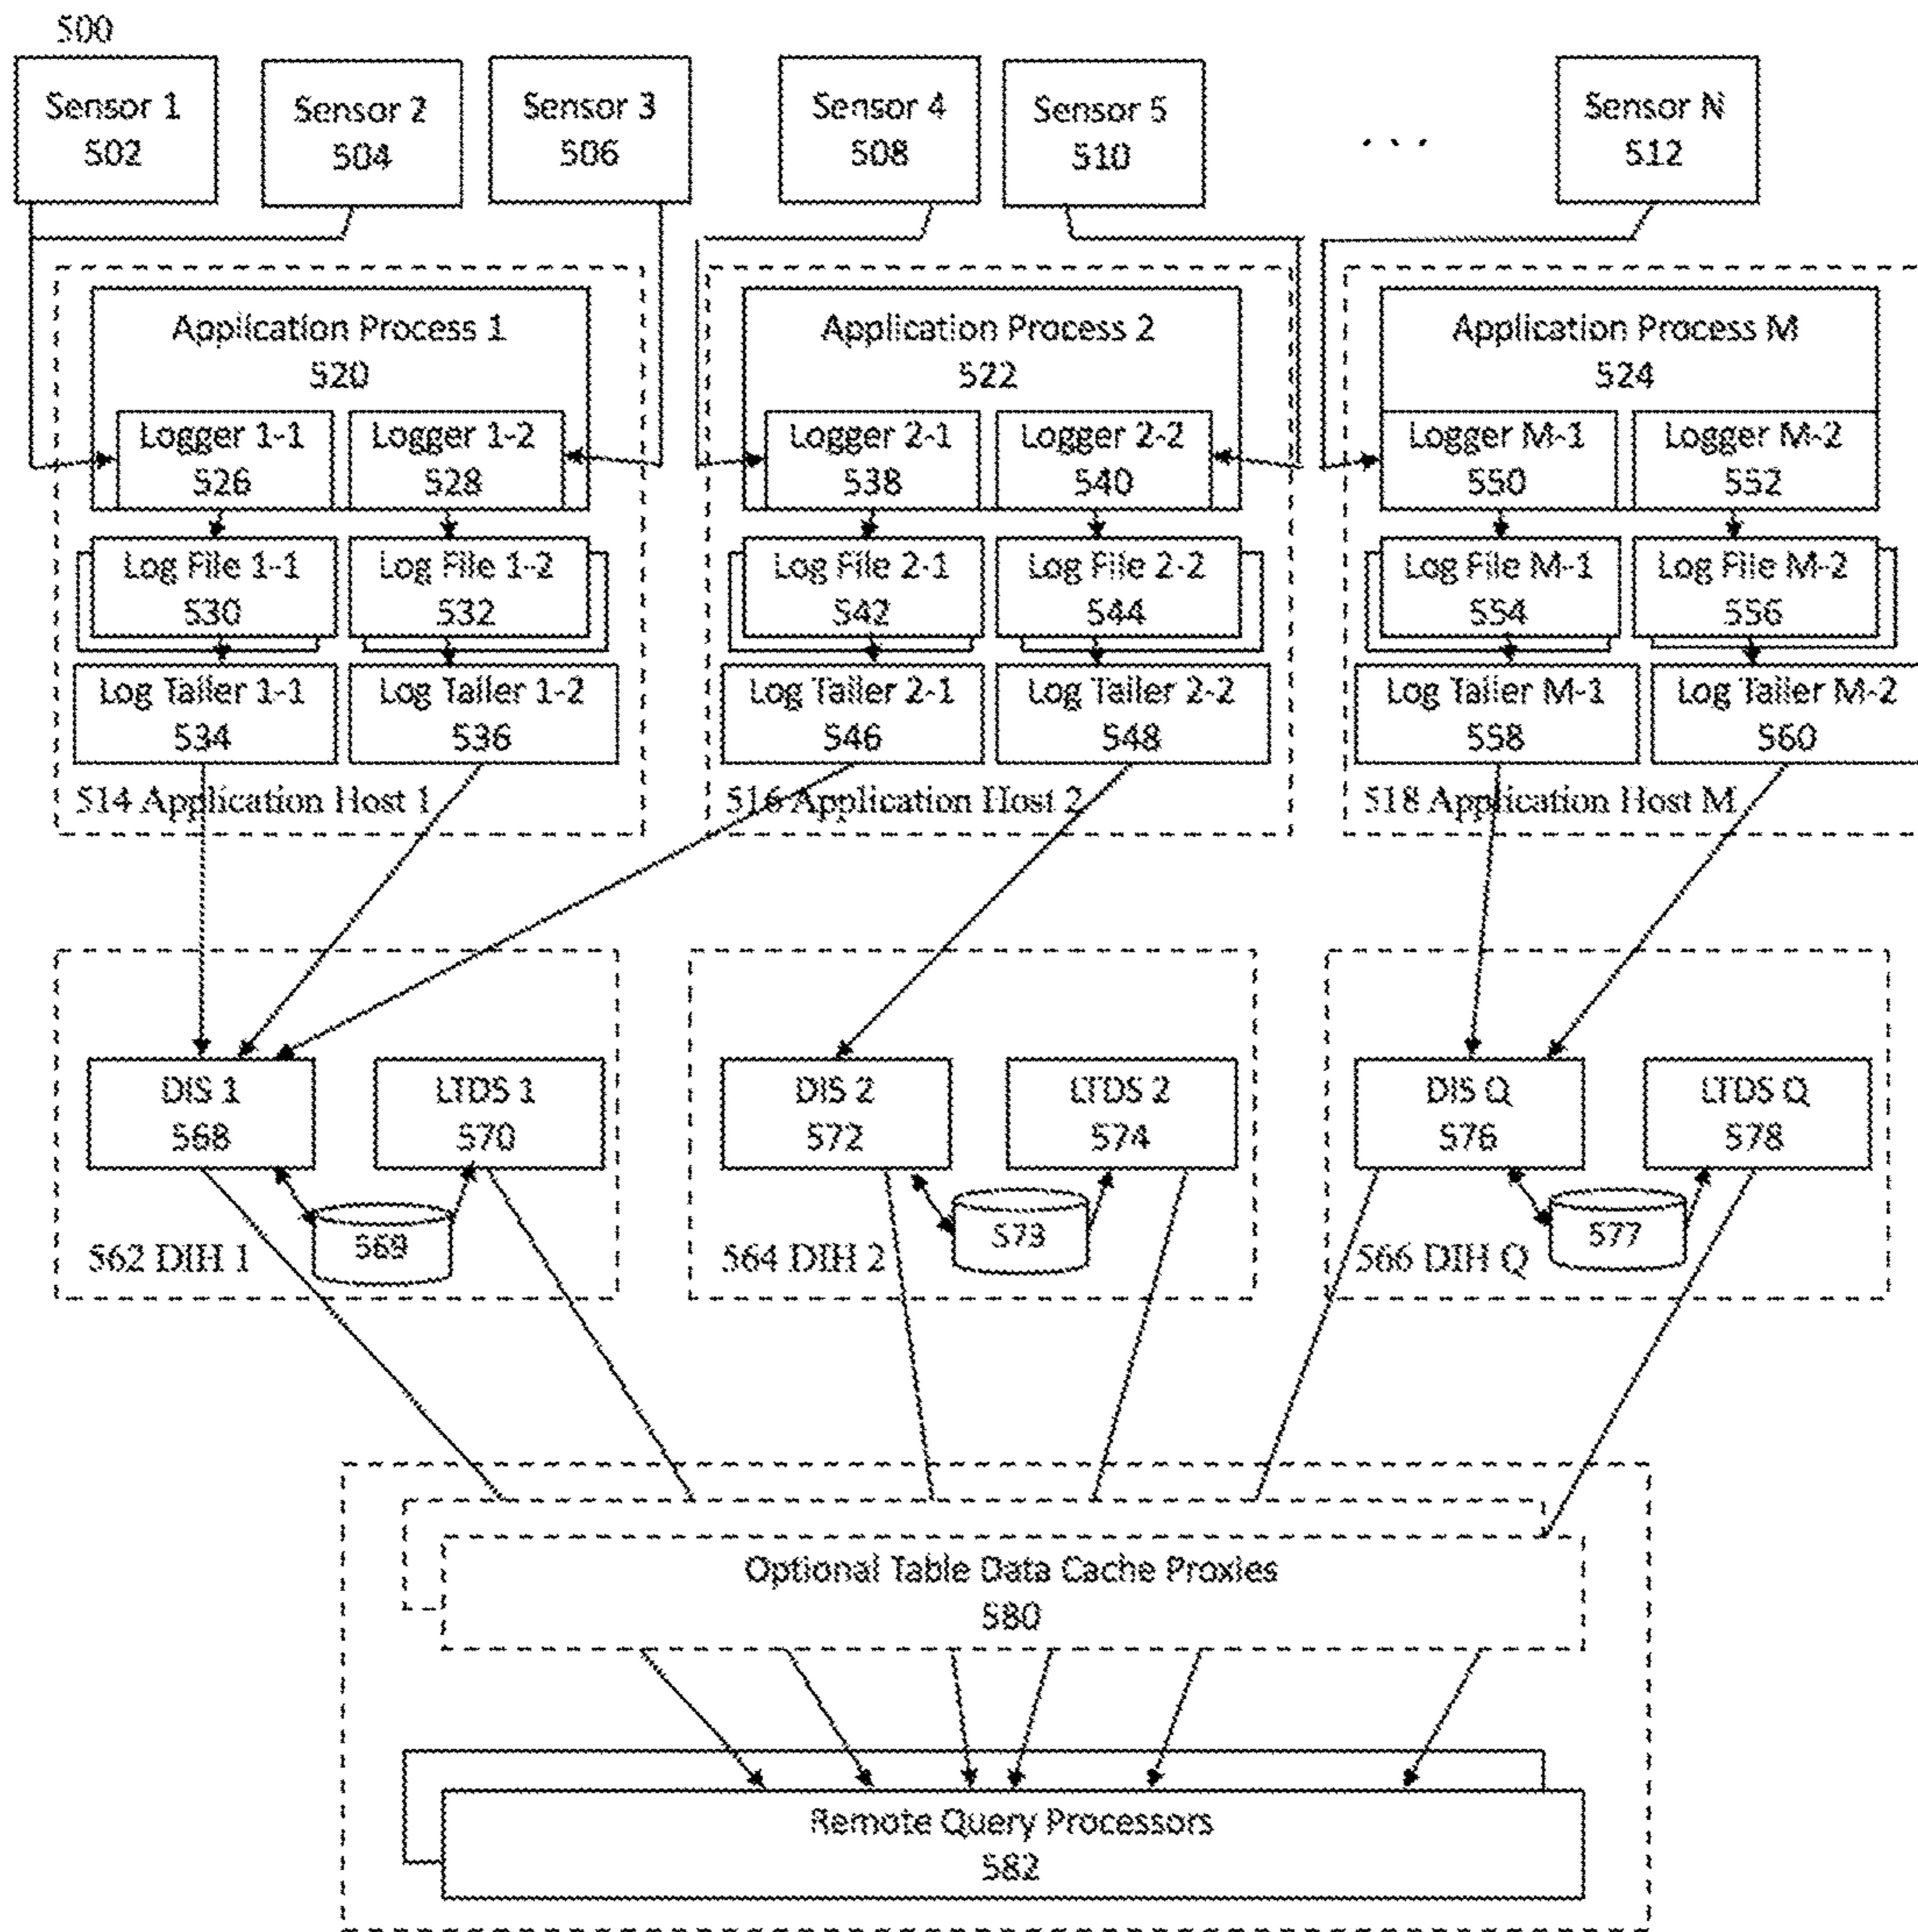 500
Sensor 1
502
Sensor 2
504
Sensor 3
506
Sensor 4
508
Sensor 5
510
. . .
Sensor N
512
Application Process 1
520
Logger 1-1
526
Logger 1-2
528
Log File 1-1
530
Log File 1-2
532
Log Tailer 1-1
534
Log Tailer 1-2
536
514 Application Host 1
Application Process 2
522
Logger 2-1
538
Logger 2-2
540
Log File 2-1
542
Log File 2-2
544
Log Tailer 2-1
546
Log Tailer 2-2
548
516 Application Host 2
Application Process M
524
Logger M-1
550
Logger M-2
552
Log File M-1
554
Log File M-2
556
Log Tailer M-1
558
Log Tailer M-2
560
518 Application Host M
DIS 1
568
LTDS 1
570
569
562 DIH 1
DIS 2
572
LTDS 2
574
573
564 DIH 2
DIS Q
576
LTDS Q
578
577
566 DIH Q
Optional Table Data Cache Proxies
580
Remote Query Processors
582